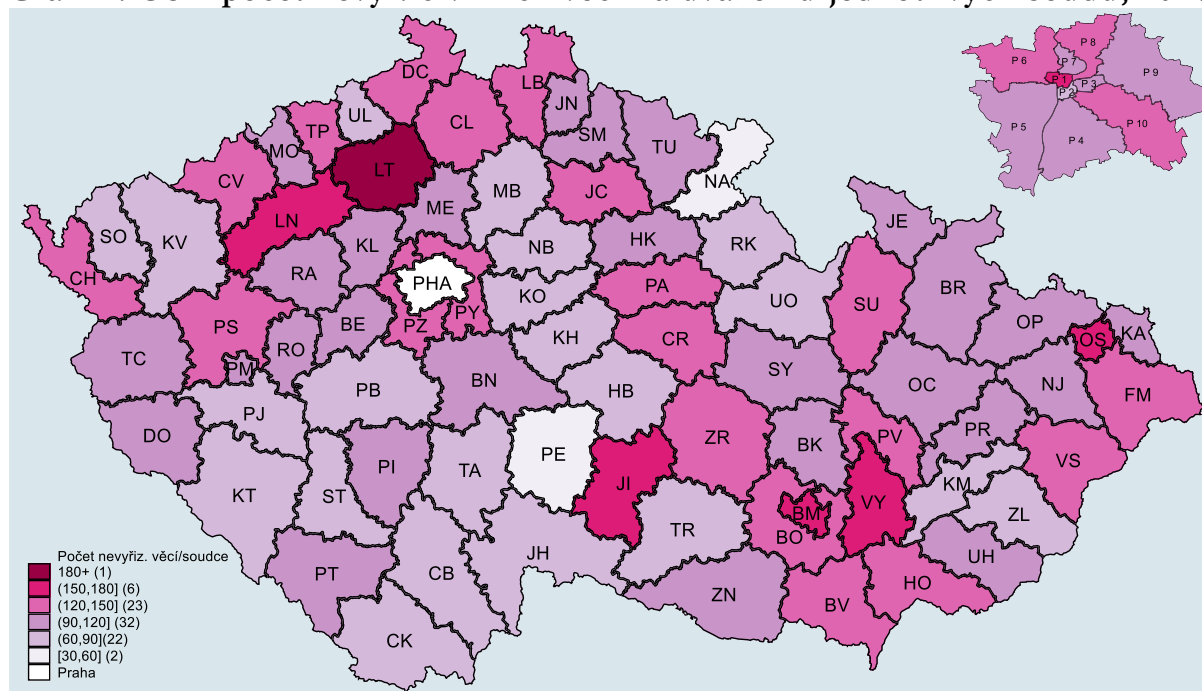 DC
LB
P 8
P 6
P 7
P 9
P 1
P 3
P 2
UL
JN
TP
CL
SM
P 10
P 5
P 4
MO
TU
LT
CV
MB
JC
NA
ME
LN
JE
SO
KV
KL
NB
HK
RK
CH
RA
PHA
KO
PA
UO
SU
BR
PS
BE
PZ
PY
OP
KA
OS
TC
RO
KH
CR
PM
SY
OC
NJ
PB
BN
HB
FM
PJ
DO
ZR
BK
PV
PR
PI
PE
VS
KT
ST
TA
JI
KM
VY
BM
ZL
TR
BO
JH
UH
PT
CB
HO
ZN
BV
CK
Počet nevyřiz. věcí/soudce
180+ (1)
(150,180] (6)
(120,150] (23)
(90,120] (32)
(60,90](22)
[30,60] (2)
Praha